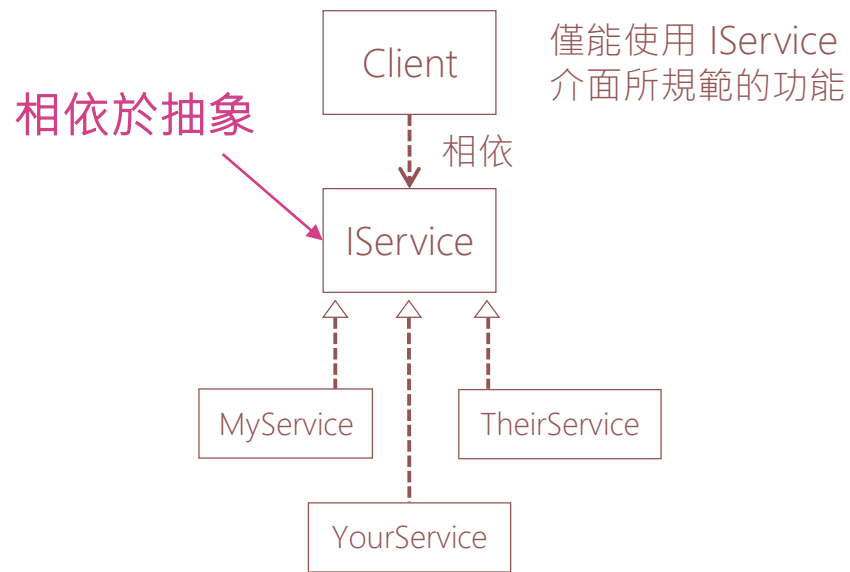 Client
僅能使用 IService
介面所規範的功能
相依於抽象
相依
IService
MyService
TheirService
YourService